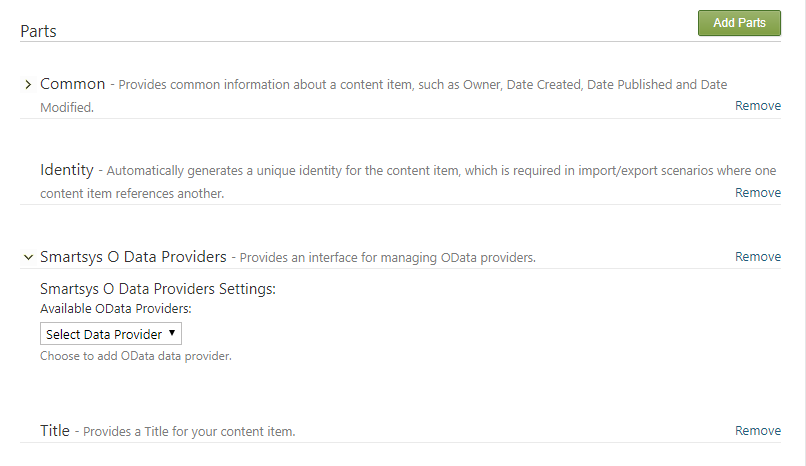 Parts
Add Parts
Common - Provides common information about a content item, such as Owner, Date Created, Date Published and Date
Modified.
Remove
Identity - Automatically generates a unique identity for the content item, which is required in import/export scenarios where one
content item references another.
Remove
Smartsys O Data Providers - Provides an interface for managing OData providers.
Remove
Smartsys O Data Providers Settings:
Available OData Providers:
Select Data Provider
Choose to add OData data provider.
Title - Provides a Title for your content item.
Remove